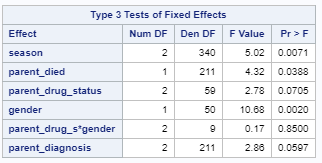 Type 3 Tests of Fixed Effects
Effect Num DF Den DF F Value Pr > F
season 2 340 5.02 0.0071
parent_died 1 211 4.32 0.0388
parent_drug_status 2 59 2.78 0.0705
gender 1 50 10.68 0.0020
parent_drug_s*gender 2 9 0.17 0.8500
parent_diagnosis 2 211 2.86 0.0597